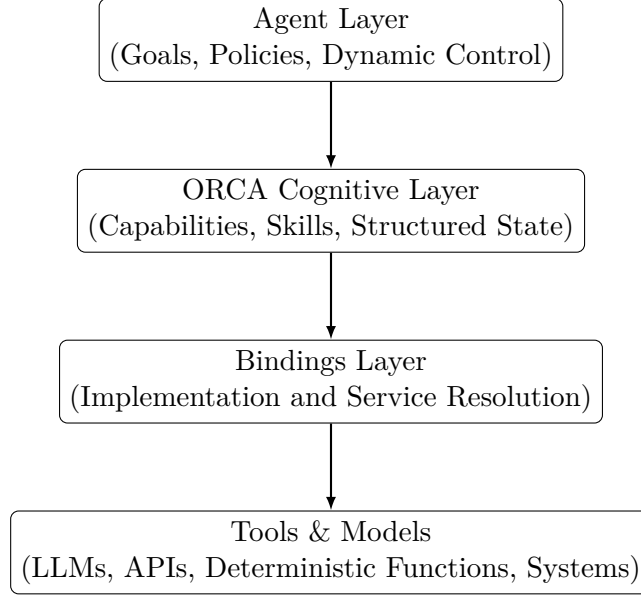 Agent Layer
(Goals, Policies, Dynamic Control)
ORCA Cognitive Layer
(Capabilities, Skills, Structured State)
Bindings Layer
(Implementation and Service Resolution)
Tools & Models
(LLMs, APIs, Deterministic Functions, Systems)